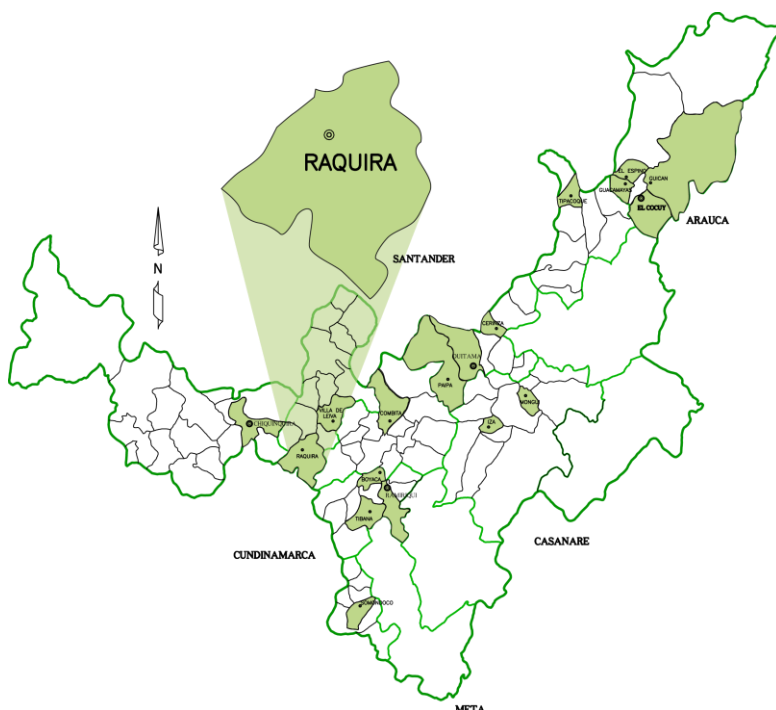 RAQUIRA
EL ESPINO
GUICAN
GUACAMAYAS
TIPACOQUE
EL COCUY
ARAUCA
SANTANDER
N
CERINZA
DUITAMA
PAIPA
MONGUI
VILLA DE
LEIVA
COMBITA
CHIQUINQUIRA
IZA
RAQUIRA
BOYACA
RAMIRIQUI
TIBANA
CASANARE
CUNDINAMARCA
SOMONDOCO
META